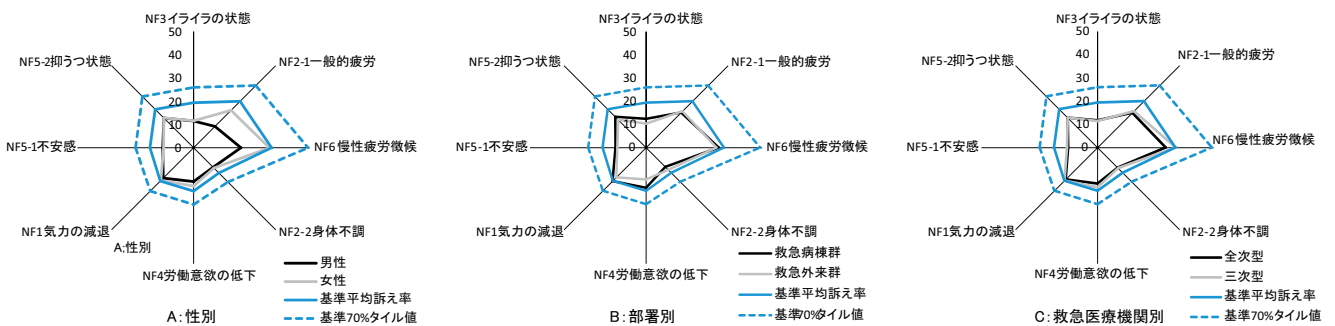 NF3イライラの状態
50
40
30
20
10
0
NF2-1一般的疲労
NF6慢性疲労徴候
NF2-2身体不調
NF4労働意欲の低下
NF1気力の減退
NF5-1不安感
NF5-2抑うつ状態
A;性別
男性
女性
基準平均訴え率
基準70%タイル値
A:性別
NF3イライラの状態
50
40
30
20
10
0
NF2-1一般的疲労
NF6慢性疲労徴候
NF2-2身体不調
NF4労働意欲の低下
NF1気力の減退
NF5-1不安感
NF5-2抑うつ状態
救急病棟群
救急外来群
基準平均訴え率
基準70%タイル値
B:部署別
NF3イライラの状態
50
40
30
20
10
0
NF2-1一般的疲労
NF6慢性疲労徴候
NF2-2身体不調
NF4労働意欲の低下
NF1気力の減退
NF5-1不安感
NF5-2抑うつ状態
全次型
三次型
基準平均訴え率
基準70%タイル値
C:救急医療機関別